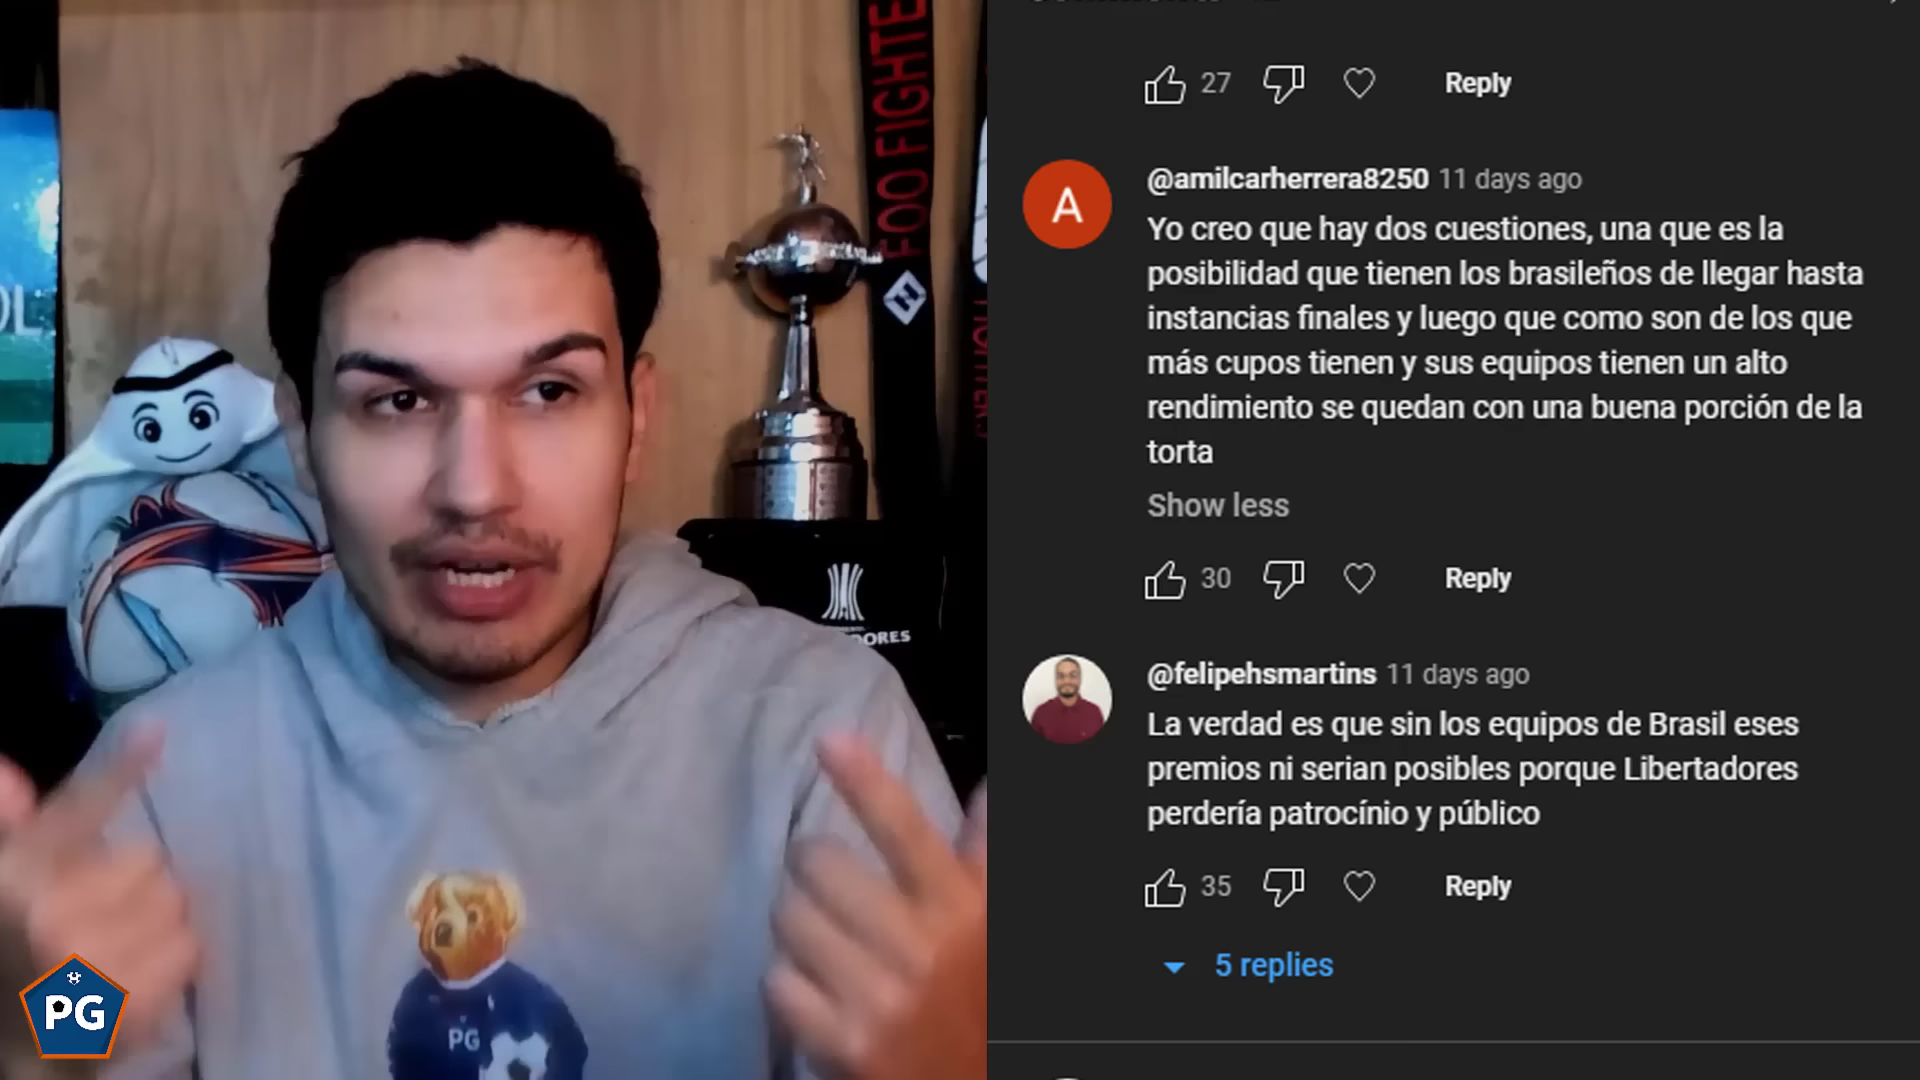 FOO FIGHTE
OL
DORES
PG
PG
27
Reply
A
@amilcarherrera8250 11 days ago
Yo creo que hay dos cuestiones, una que es la
posibilidad que tienen los brasileños de llegar hasta
instancias finales y luego que como son de los que
más cupos tienen y sus equipos tienen un alto
rendimiento se quedan con una buena porción de la
torta
Show less
30
Reply
@felipehsmartins 11 days ago
La verdad es que sin los equipos de Brasil eses
premios ni serian posibles porque Libertadores
perdería patrocínio y público
35
Reply
5 replies